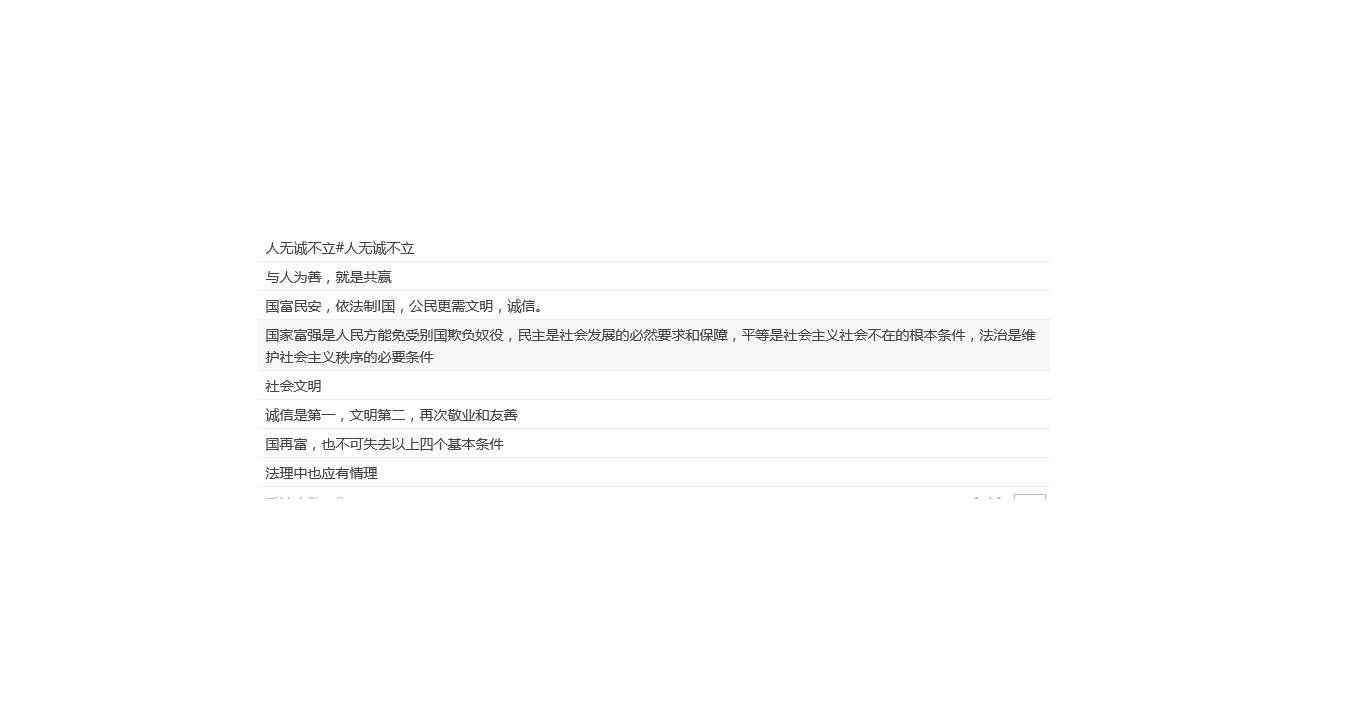 人无诚不立#人无诚不立
与人为善，就是共赢
国富民安，依法制l国，公民更需文明，诚信。
国家富强是人民方能免受别国欺负奴役，民主是社会发展的必然要求和保障，平等是社会主义社会不在的根本条件，法治是维
护社会主义秩序的必要条件
社会文明
诚信是第一，文明第二，再次敬业和友善
国再富，也不可失去以上四个基本条件
法理中也应有情理